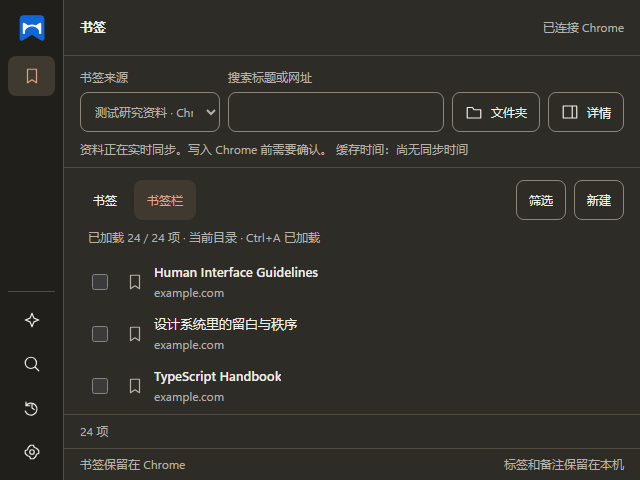 书签
已连接 Chrome
书签来源
搜索标题或网址
测试研究资料 · Chr
文件夹
详情
资料正在实时同步。写入 Chrome 前需要确认。 缓存时间：尚无同步时间
书签
书签栏
筛选
新建
已加载 24 / 24 项 · 当前目录 · Ctrl+A 已加载
Human Interface Guidelines
example.com
设计系统里的留白与秩序
example.com
TypeScript Handbook
example.com
24 项
书签保留在 Chrome
标签和备注保留在本机